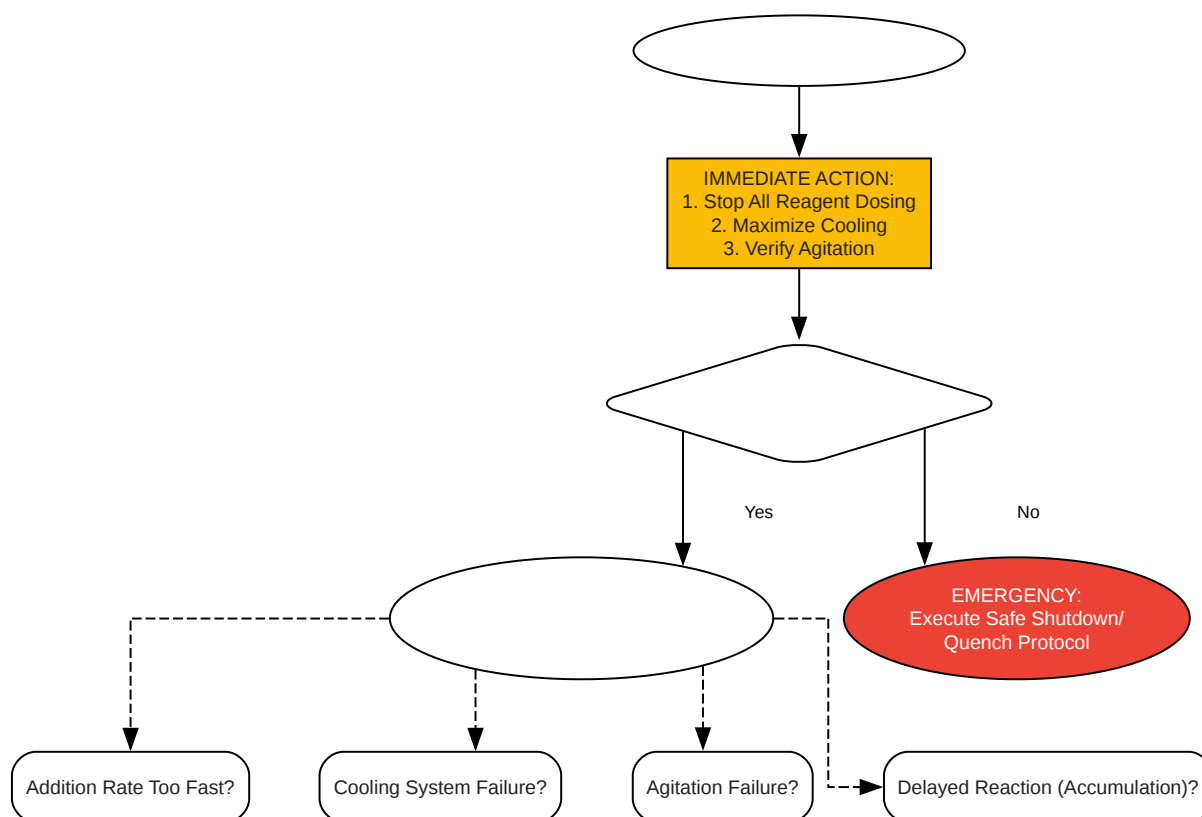 IMMEDIATE ACTION:
1. Stop All Reagent Dosing
2. Maximize Cooling
3. Verify Agitation
Yes
No
EMERGENCY:
Execute Safe Shutdown/
Quench Protocol
Addition Rate Too Fast?
Cooling System Failure?
Agitation Failure?
Delayed Reaction (Accumulation)?